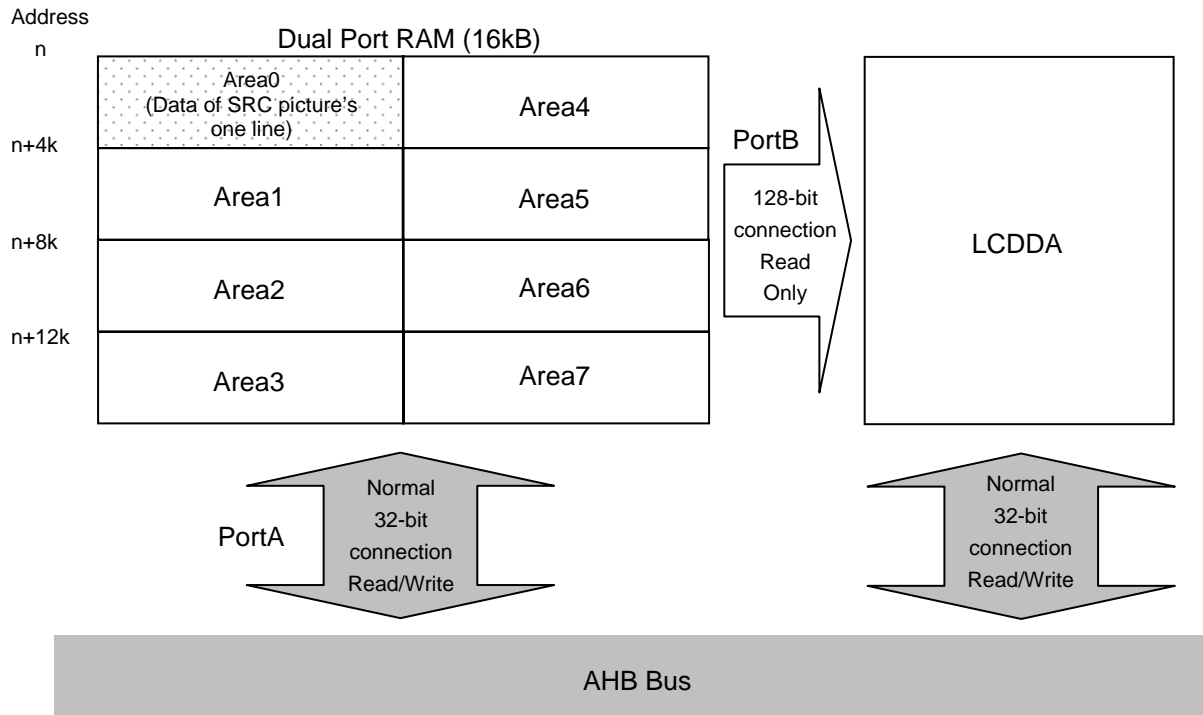 Address
n
Dual Port RAM (16kB)
Area0
(Data of SRC picture's
one line)
Area4
n+4k
Area1
Area5
n+8k
Area2
Area6
n+12k
Area3
Area7
PortB
128-bit
connection
Read
Only
LCDDA
PortA
Normal
32-bit
connection
Read/Write
Normal
32-bit
connection
Read/Write
AHB Bus